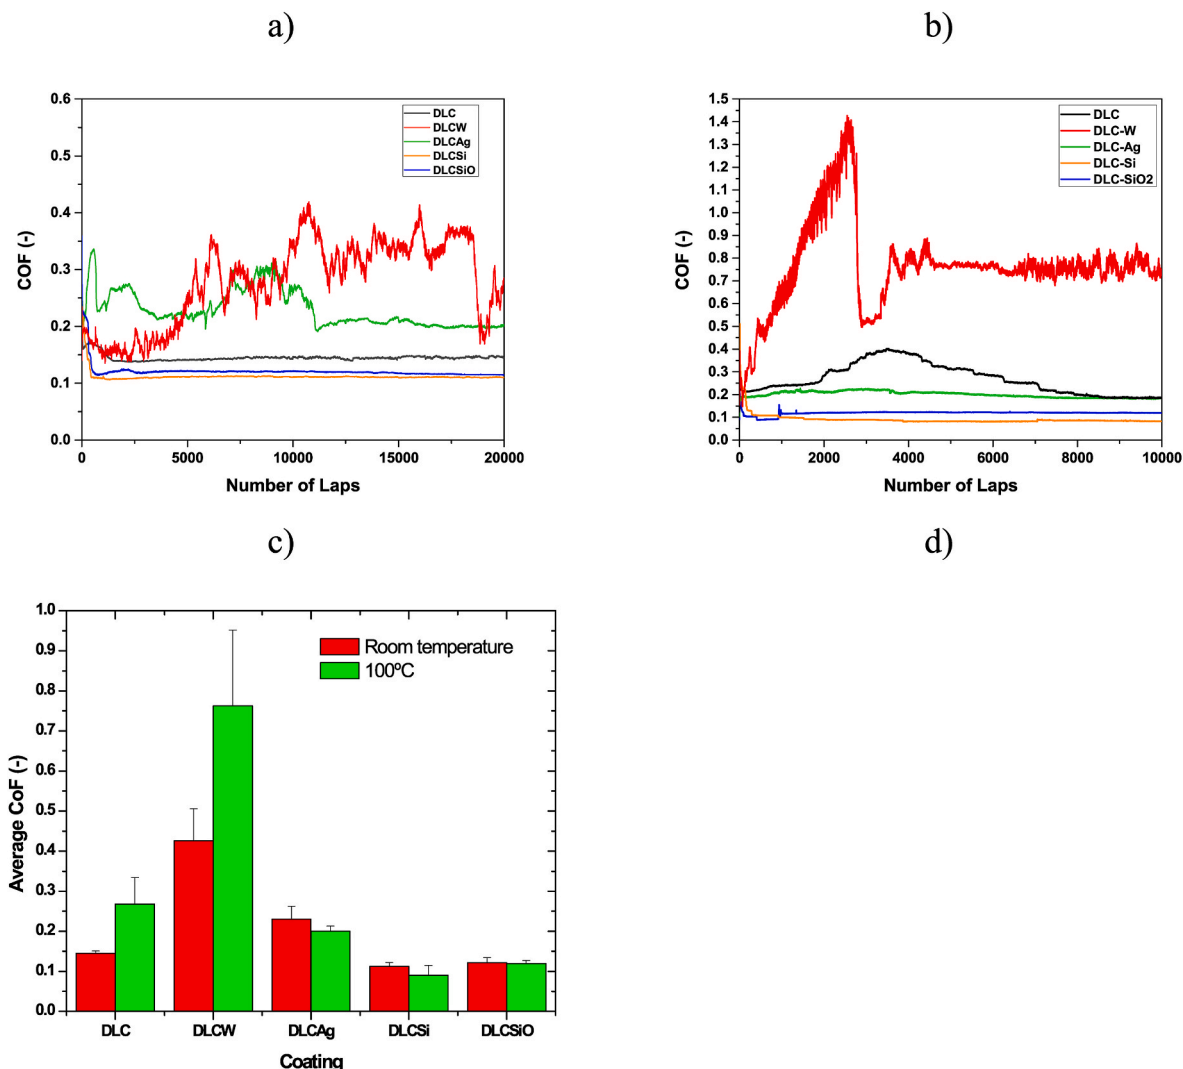 a)
b)
0.6
0.5
0.4
0.3
0.2
0.1
0.0
COF (-)
DLC
DLCW
DLCAg
DLCSi
DLCSiO
0
5000
10000
15000
20000
Number of Laps
1.5
1.4
1.3
1.2
1.1
1.0
0.9
0.8
0.7
0.6
0.5
0.4
0.3
0.2
0.1
0.0
COF (-)
DLC
DLC-W
DLC-Ag
DLC-Si
DLC-SiO2
0
2000
4000
6000
8000
10000
Number of Laps
c)
d)
1.0
0.9
0.8
0.7
0.6
0.5
0.4
0.3
0.2
0.1
0.0
Average CoF (-)
Room temperature
100ºC
DLC
DLCW
DLCAg
DLCSi
DLCSiO
Coating